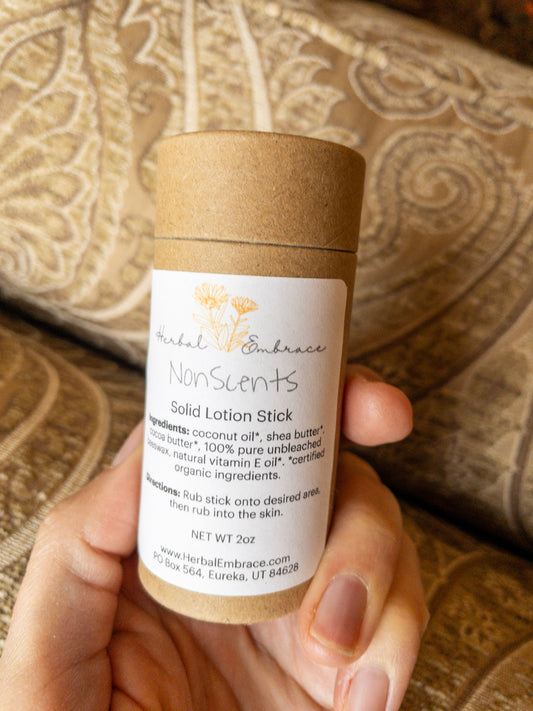 Herbal Embrace
NonScents
Solid Lotion Stick
Ingredients: coconut oil*, shea butter*,
cocoa butter*, 100% pure unbleached
beeswax, natural vitamin E oil*. *certified
organic ingredients.
Directions: Rub stick onto desired area,
then rub into the skin.
NET WT 2oz
www.HerbalEmbrace.com
PO Box 564, Eureka, UT 84628